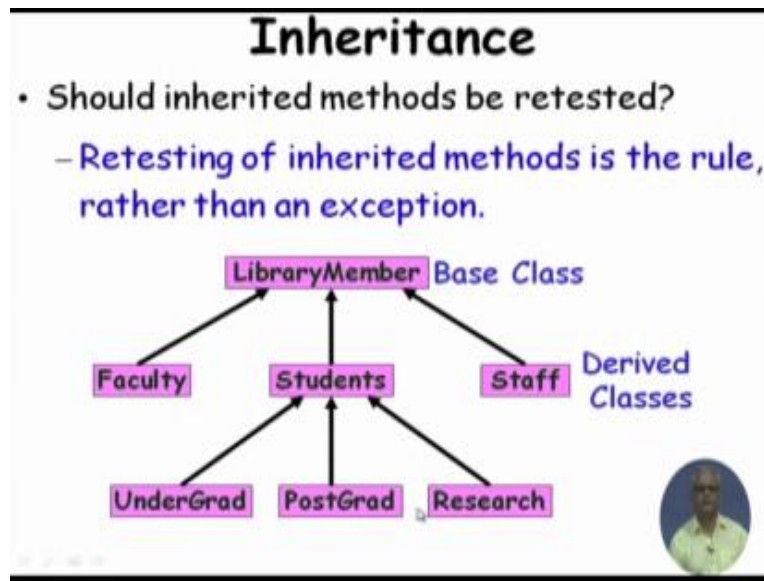 Inheritance
• Should inherited methods be retested?
– Retesting of inherited methods is the rule,
rather than an exception.
LibraryMember Base Class
Faculty Students Staff Derived
Classes
UnderGrad PostGrad Research